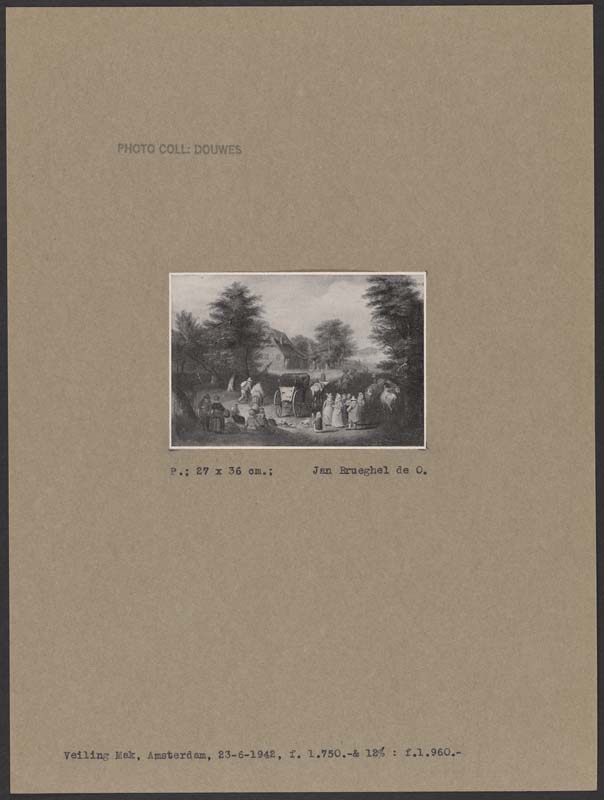 PHOTO COLL: DOUWES
P.; 27 x 36 cm.; Jan Brueghel de O.
Veiling Mak, Amsterdam, 23-6-1942, f. 1.750.-& 12% : f.1.960.-